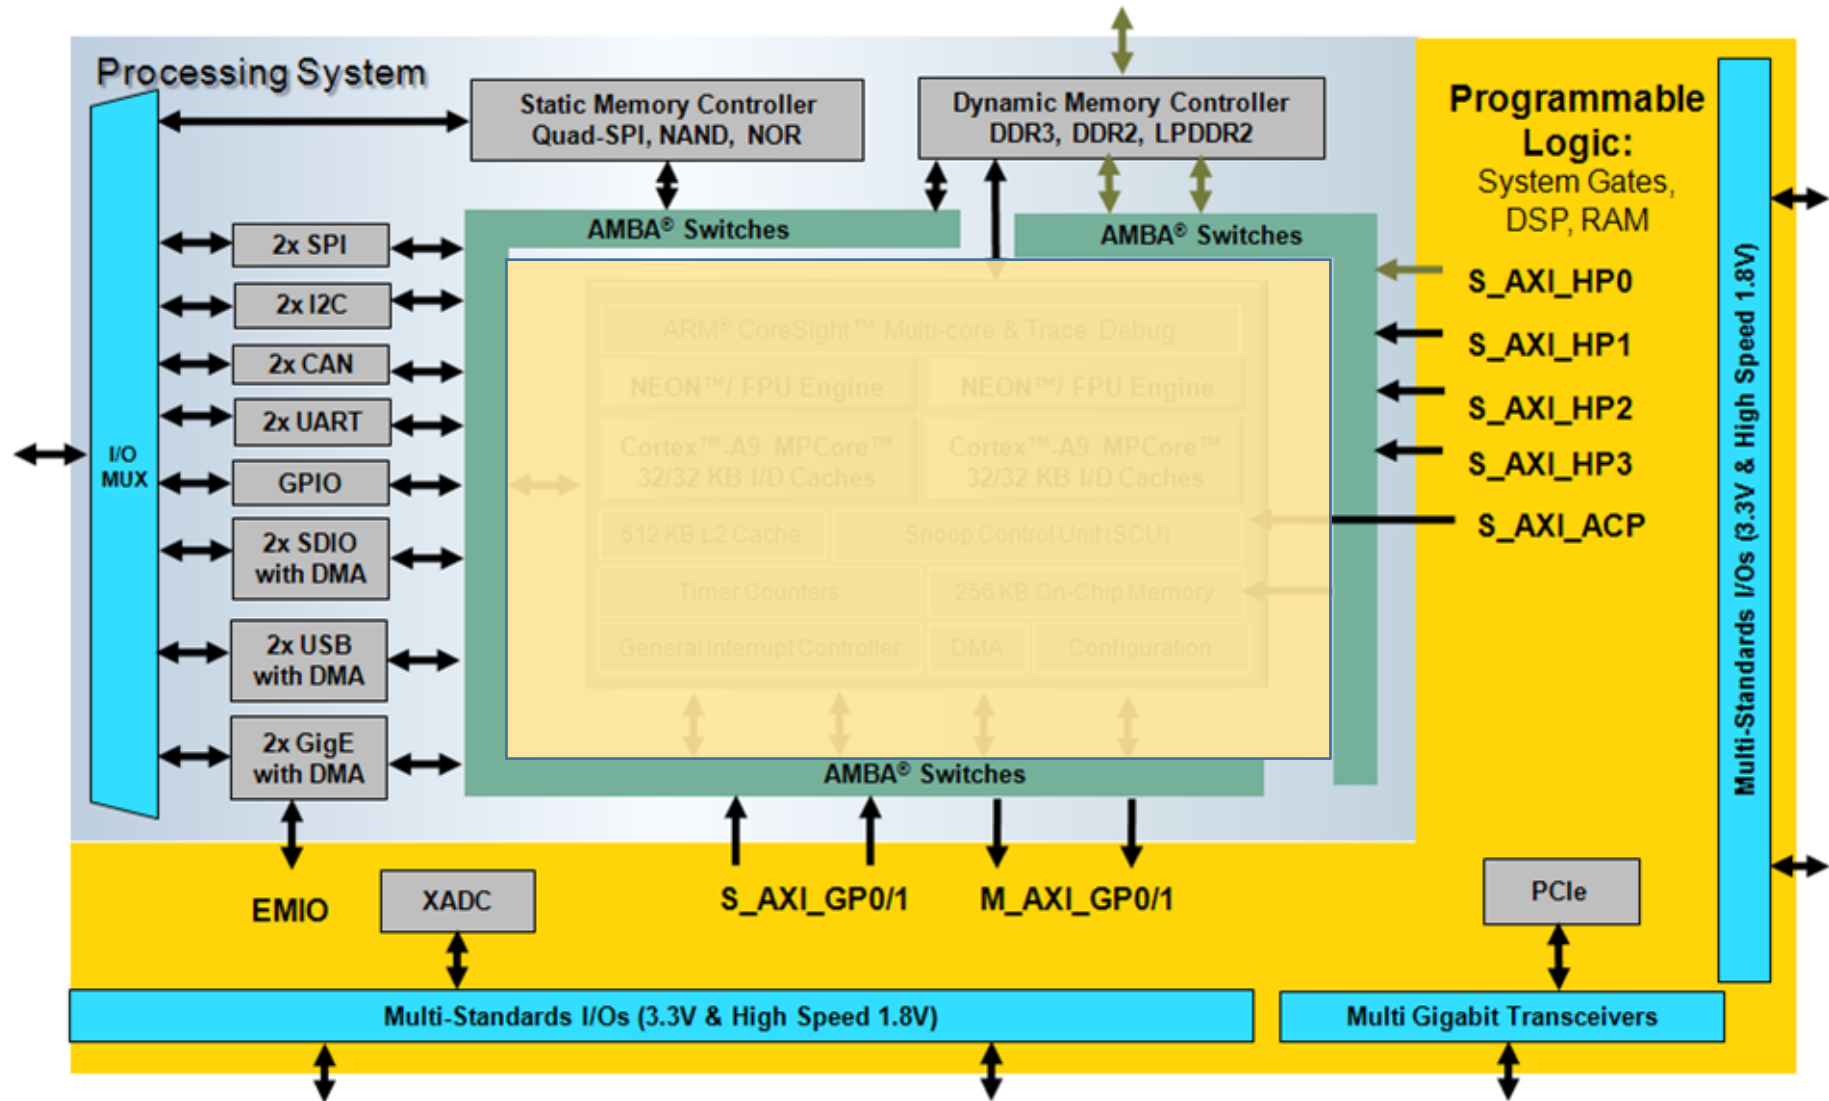 Processing System
Static Memory Controller
Quad-SPI, NAND, NOR
Dynamic Memory Controller
DDR3, DDR2, LPDDR2
Programmable
Logic:
System Gates,
DSP, RAM
AMBA® Switches
AMBA® Switches
I/O
MUX
2x SPI
2x I2C
2x CAN
2x UART
GPIO
2x SDIO
with DMA
2x USB
with DMA
2x GigE
with DMA
ARM® CoreSight™ Multi-core & Trace Debug
NEON™/ FPU Engine
NEON™/ FPU Engine
Cortex™-A9 MPCore™
32/32 KB I/D Caches
Cortex™-A9 MPCore™
32/32 KB I/D Caches
512 KB L2 Cache
Snoop Control Unit (SCU)
Timer Counters
256 KB On-Chip Memory
General Interrupt Controller
DMA
Configuration
AMBA® Switches
S_AXI_HP0
S_AXI_HP1
S_AXI_HP2
S_AXI_HP3
S_AXI_ACP
Multi-Standards I/Os (3.3V & High Speed 1.8V)
EMIO
XADC
S_AXI_GP0/1
M_AXI_GP0/1
PCIe
Multi-Standards I/Os (3.3V & High Speed 1.8V)
Multi Gigabit Transceivers